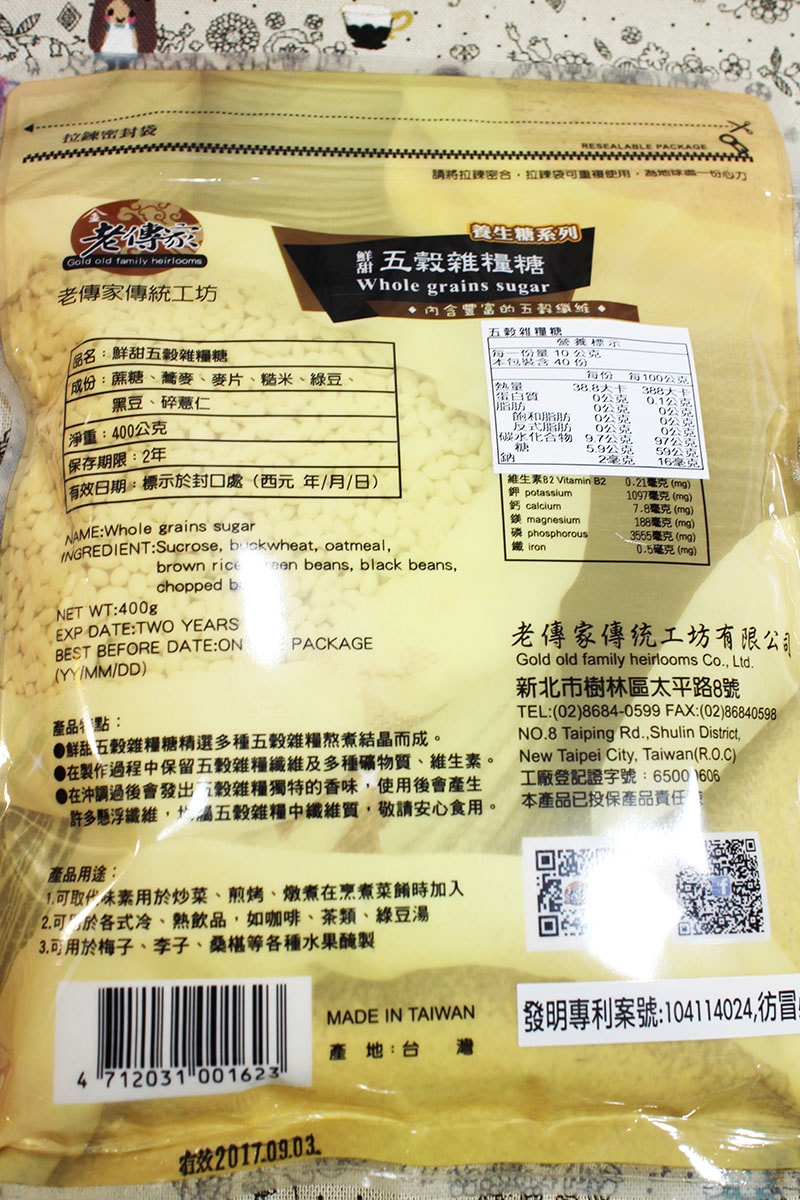 拉鍊密封袋
RESEALABLE PACKAGE
請將拉鍊密合，拉鍊袋可重複使用，為地球盡一份心力
金
老傳家
Gold old family heirlooms
老傳家傳統工坊
養生糖系列
鮮甜 五穀雜糧糖
Whole grains sugar
內含豐富的五穀纖維
品名：鮮甜五穀雜糧糖
成份：蔗糖、蕎麥、麥片、糙米、綠豆、
黑豆、碎薏仁
淨重：400公克
保存期限：2年
有效日期：標示於封口處（西元 年/月/日）
五穀雜糧糖
營養標示
每一份量 10 公克
本包裝含 40 份
每份 每100公克
熱量 38.8大卡 388大卡
蛋白質 0公克 0.1公克
脂肪 0公克 0公克
飽和脂肪 0公克 0公克
反式脂肪 0公克 0公克
碳水化合物 9.7公克 97公克
糖 5.9公克 59公克
鈉 2毫克 16毫克
維生素B2 Vitamin B2 0.21毫克 (mg)
鉀 potassium 1097毫克 (mg)
鈣 calcium 7.8毫克 (mg)
鎂 magnesium 188毫克 (mg)
磷 phosphorous 3555毫克 (mg)
鐵 iron 0.5毫克 (mg)
NAME:Whole grains sugar
INGREDIENT:Sucrose, buckwheat, oatmeal,
brown rice, green beans, black beans,
chopped
NET WT:400g
EXP DATE:TWO YEARS
BEST BEFORE DATE:ON PACKAGE
(YY/MM/DD)
老傳家傳統工坊有限公司
Gold old family heirlooms Co., Ltd.
新北市樹林區太平路8號
TEL:(02)8684-0599 FAX:(02)86840598
NO.8 Taiping Rd.,Shulin District,
New Taipei City, Taiwan(R.O.C)
工廠登記證字號：6500 606
本產品已投保產品責任
產品特點：
●鮮甜五穀雜糧糖精選多種五穀雜糧熬煮結晶而成。
●在製作過程中保留五穀雜糧纖維及多種礦物質、維生素。
●在沖調過後會發出五穀雜糧獨特的香味，使用後會產生
許多懸浮纖維， 屬五穀雜糧中纖維質，敬請安心食用。
產品用途：
1.可取代味素用於炒菜、煎烤、燉煮在烹煮菜餚時加入
2.可用於各式冷、熱飲品，如咖啡、茶類、綠豆湯
3.可用於梅子、李子、桑椹等各種水果醃製
4 712031 001623
MADE IN TAIWAN
產 地：台 灣
發明專利案號:104114024,彷冒
有效2017.09.03.